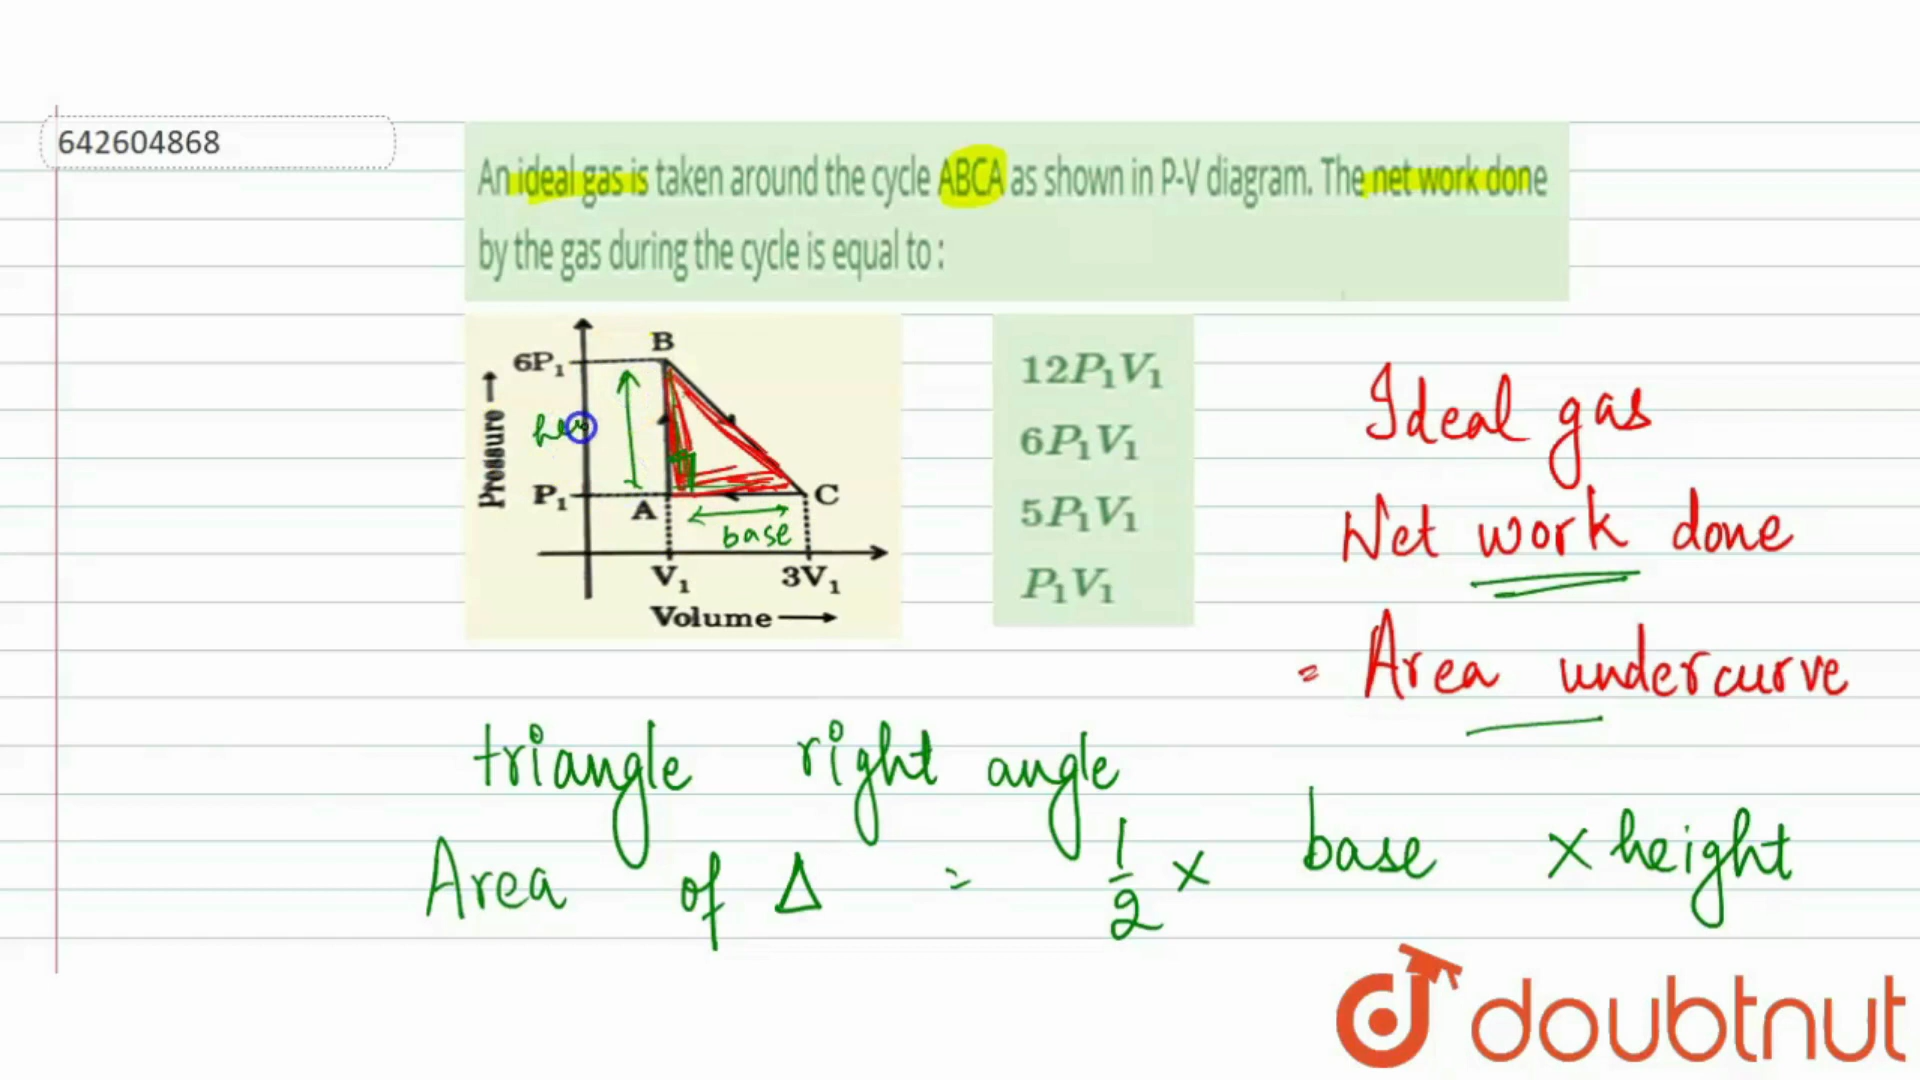 642604868
An ideal gas is taken around the cycle ABCA as shown in P-V diagram. The net work done
by the gas during the cycle is equal to :
B
6P₁
Pressure
P₁
A
C
base
V₁
3V₁
Volume
12P₁V₁
6P₁V₁
5P₁V₁
P₁V₁
Ideal gas
Net work done
= Area undercurve
triangle right angle
Area of Δ = 1/2 × base × height
doubtnut